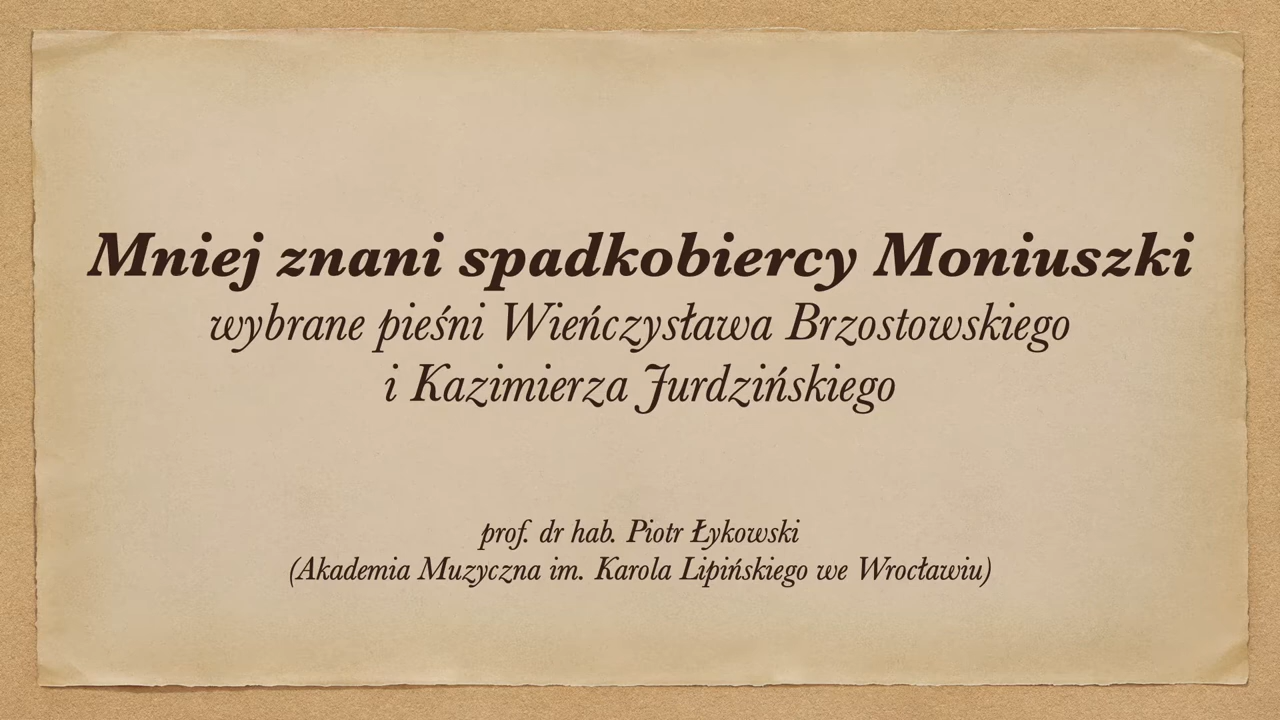 Mniej znani spadkobiercy Moniuszki
wybrane pieśni Wieńczysława Brzostowskiego
i Kazimierza Jurdzińskiego
prof. dr hab. Piotr Łykowski
(Akademia Muzyczna im. Karola Lipińskiego we Wrocławiu)